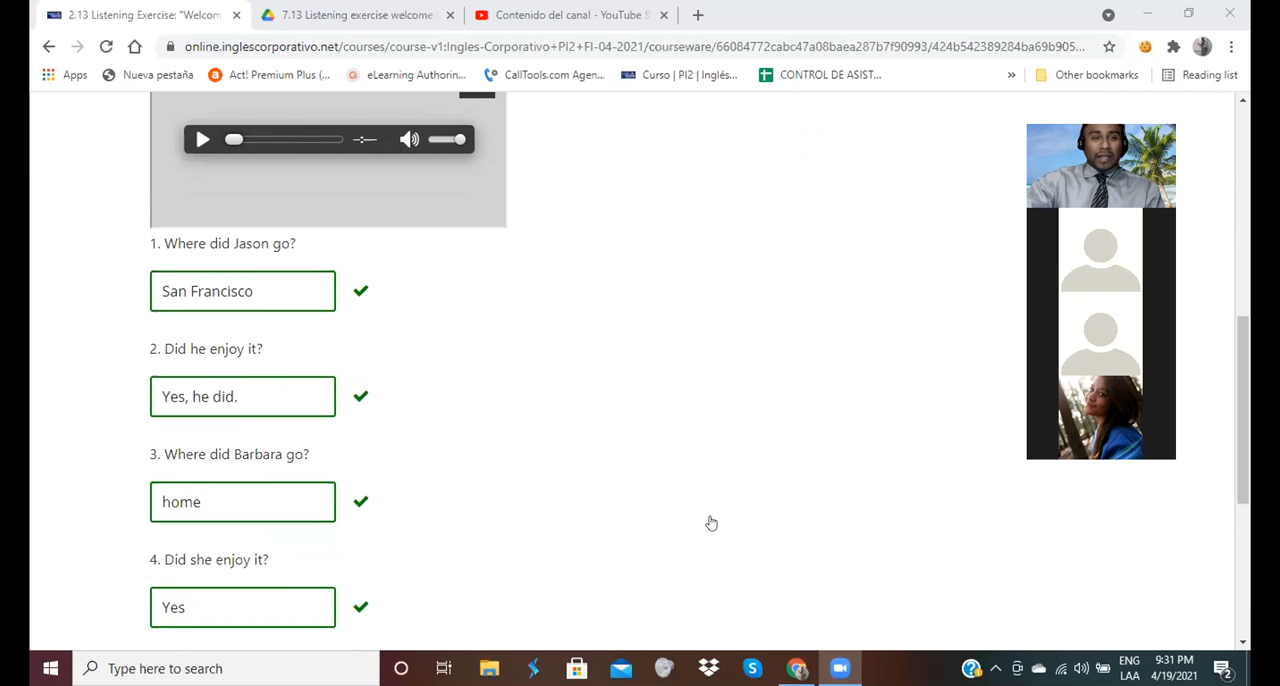 2.13 Listening Exercise: "Welcom
7.13 Listening exercise welcome
Contenido del canal - YouTube S
online.inglescorporativo.net/courses/course-v1:Ingles-Corporativo+PI2+FI-04-2021/courseware/66084772cabc47a08baea287b7f90993/424b542389284ba69b905...
Apps
Nueva pestaña
Act! Premium Plus (...
eLearning Authorin...
CallTools.com Agen...
Curso | PI2 | Inglés...
CONTROL DE ASIST...
»
Other bookmarks
Reading list
1. Where did Jason go?
San Francisco
2. Did he enjoy it?
Yes, he did.
3. Where did Barbara go?
home
4. Did she enjoy it?
Yes
Type here to search
ENG
LAA
9:31 PM
4/19/2021
2